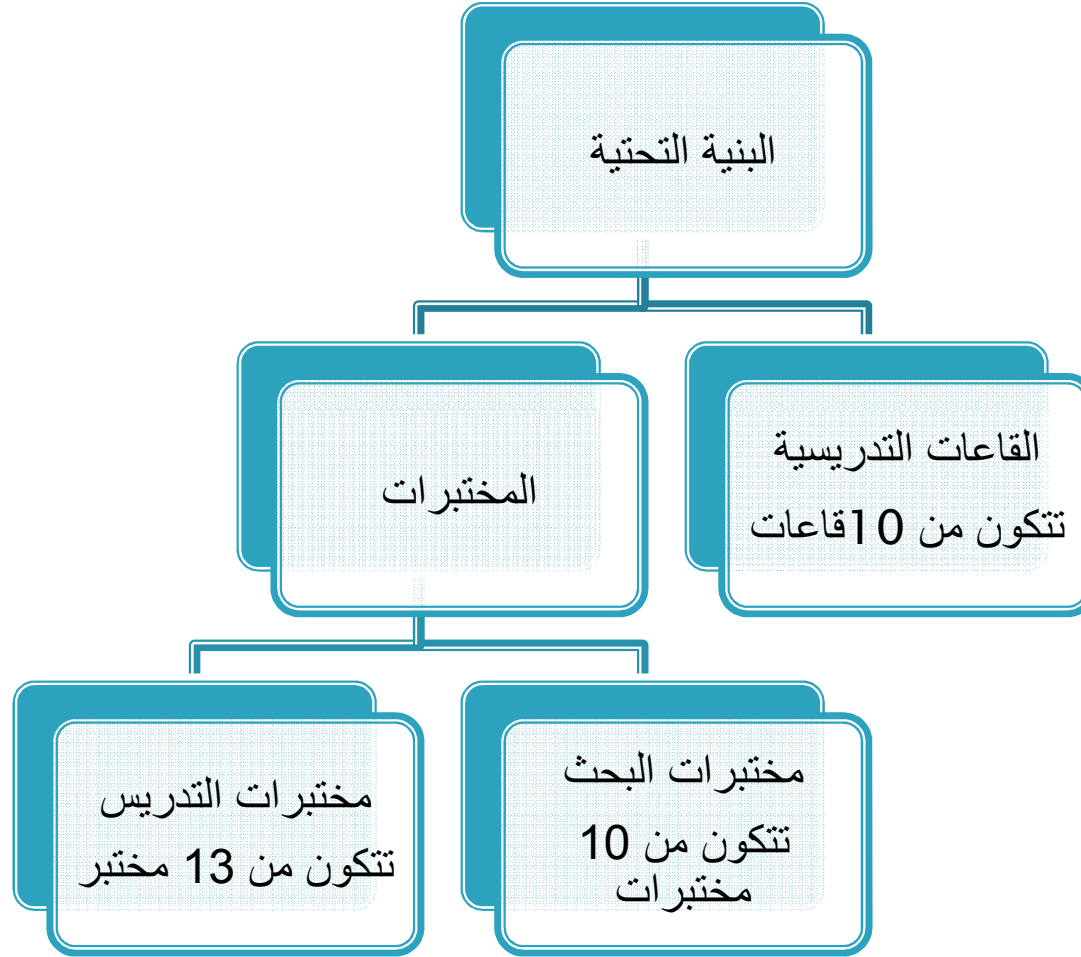 البنية التحتية
القاعات التدريسية
تتكون من 10قاعات
المختبرات
مختبرات البحث
تتكون من 10
مختبرات
مختبرات التدريس
تتكون من 13 مختبر